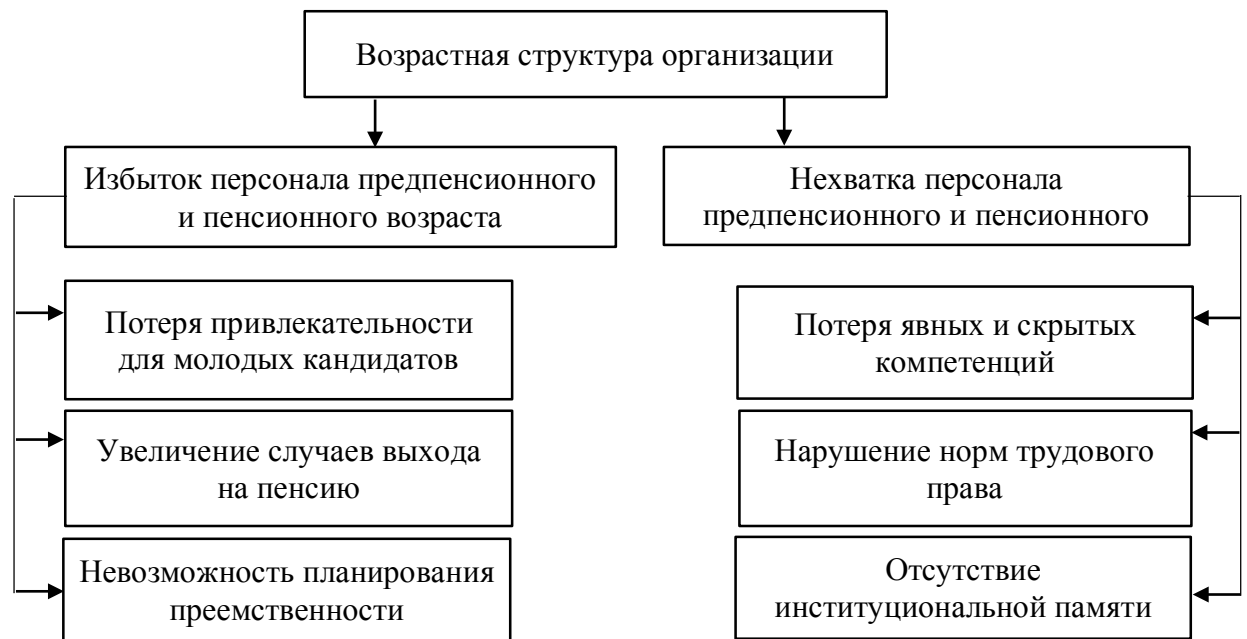 Возрастная структура организации
Избыток персонала предпенсионного
и пенсионного возраста
Нехватка персонала
предпенсионного и пенсионного
Потеря привлекательности
для молодых кандидатов
Потеря явных и скрытых
компетенций
Увеличение случаев выхода
на пенсию
Нарушение норм трудового
права
Невозможность планирования
преемственности
Отсутствие
институциональной памяти